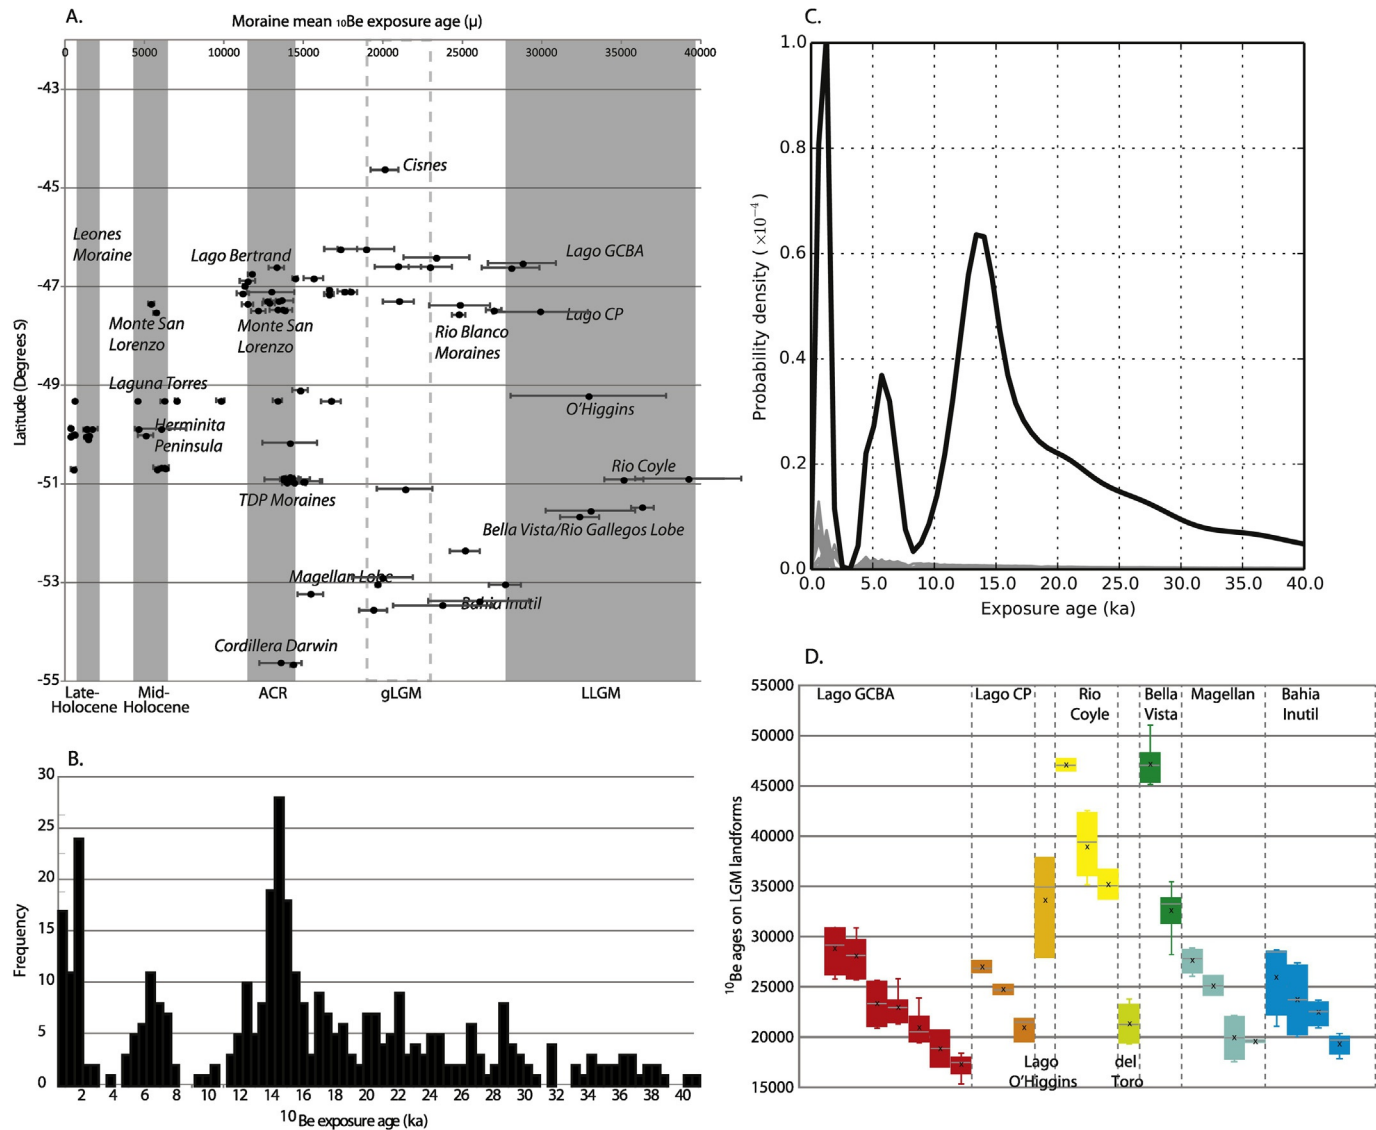 A.
Moraine mean 10Be exposure age (μ)
0 5000 10000 15000 20000 25000 30000 35000 40000
-43
-45
-47
-49
-51
-53
-55
Latitude (Degrees S)
Cisnes
Leones
Moraine
Lago Bertrand
Lago GCBA
Monte San
Lorenzo
Monte San
Lorenzo
Rio Blanco
Moraines
Lago CP
Laguna Torres
O'Higgins
Herminita
Peninsula
Rio Coyle
TDP Moraines
Bella Vista/Rio Gallegos Lobe
Magellan Lobe
Bahia Inutil
Cordillera Darwin
Late-
Holocene
Mid-
Holocene
ACR
gLGM
LLGM
B.
30
25
20
15
10
5
0
Frequency
2 4 6 8 10 12 14 16 18 20 22 24 26 28 30 32 34 36 38 40
10Be exposure age (ka)
C.
1.0
0.8
0.6
0.4
0.2
0.0
Probability density (×10⁻⁴)
0.0 5.0 10.0 15.0 20.0 25.0 30.0 35.0 40.0
Exposure age (ka)
D.
55000
50000
45000
40000
35000
30000
25000
20000
15000
10Be ages on LGM landforms
Lago GCBA
Lago CP
Rio
Coyle
Bella
Vista
Magellan
Bahia
Inutil
Lago
O'Higgins
del
Toro